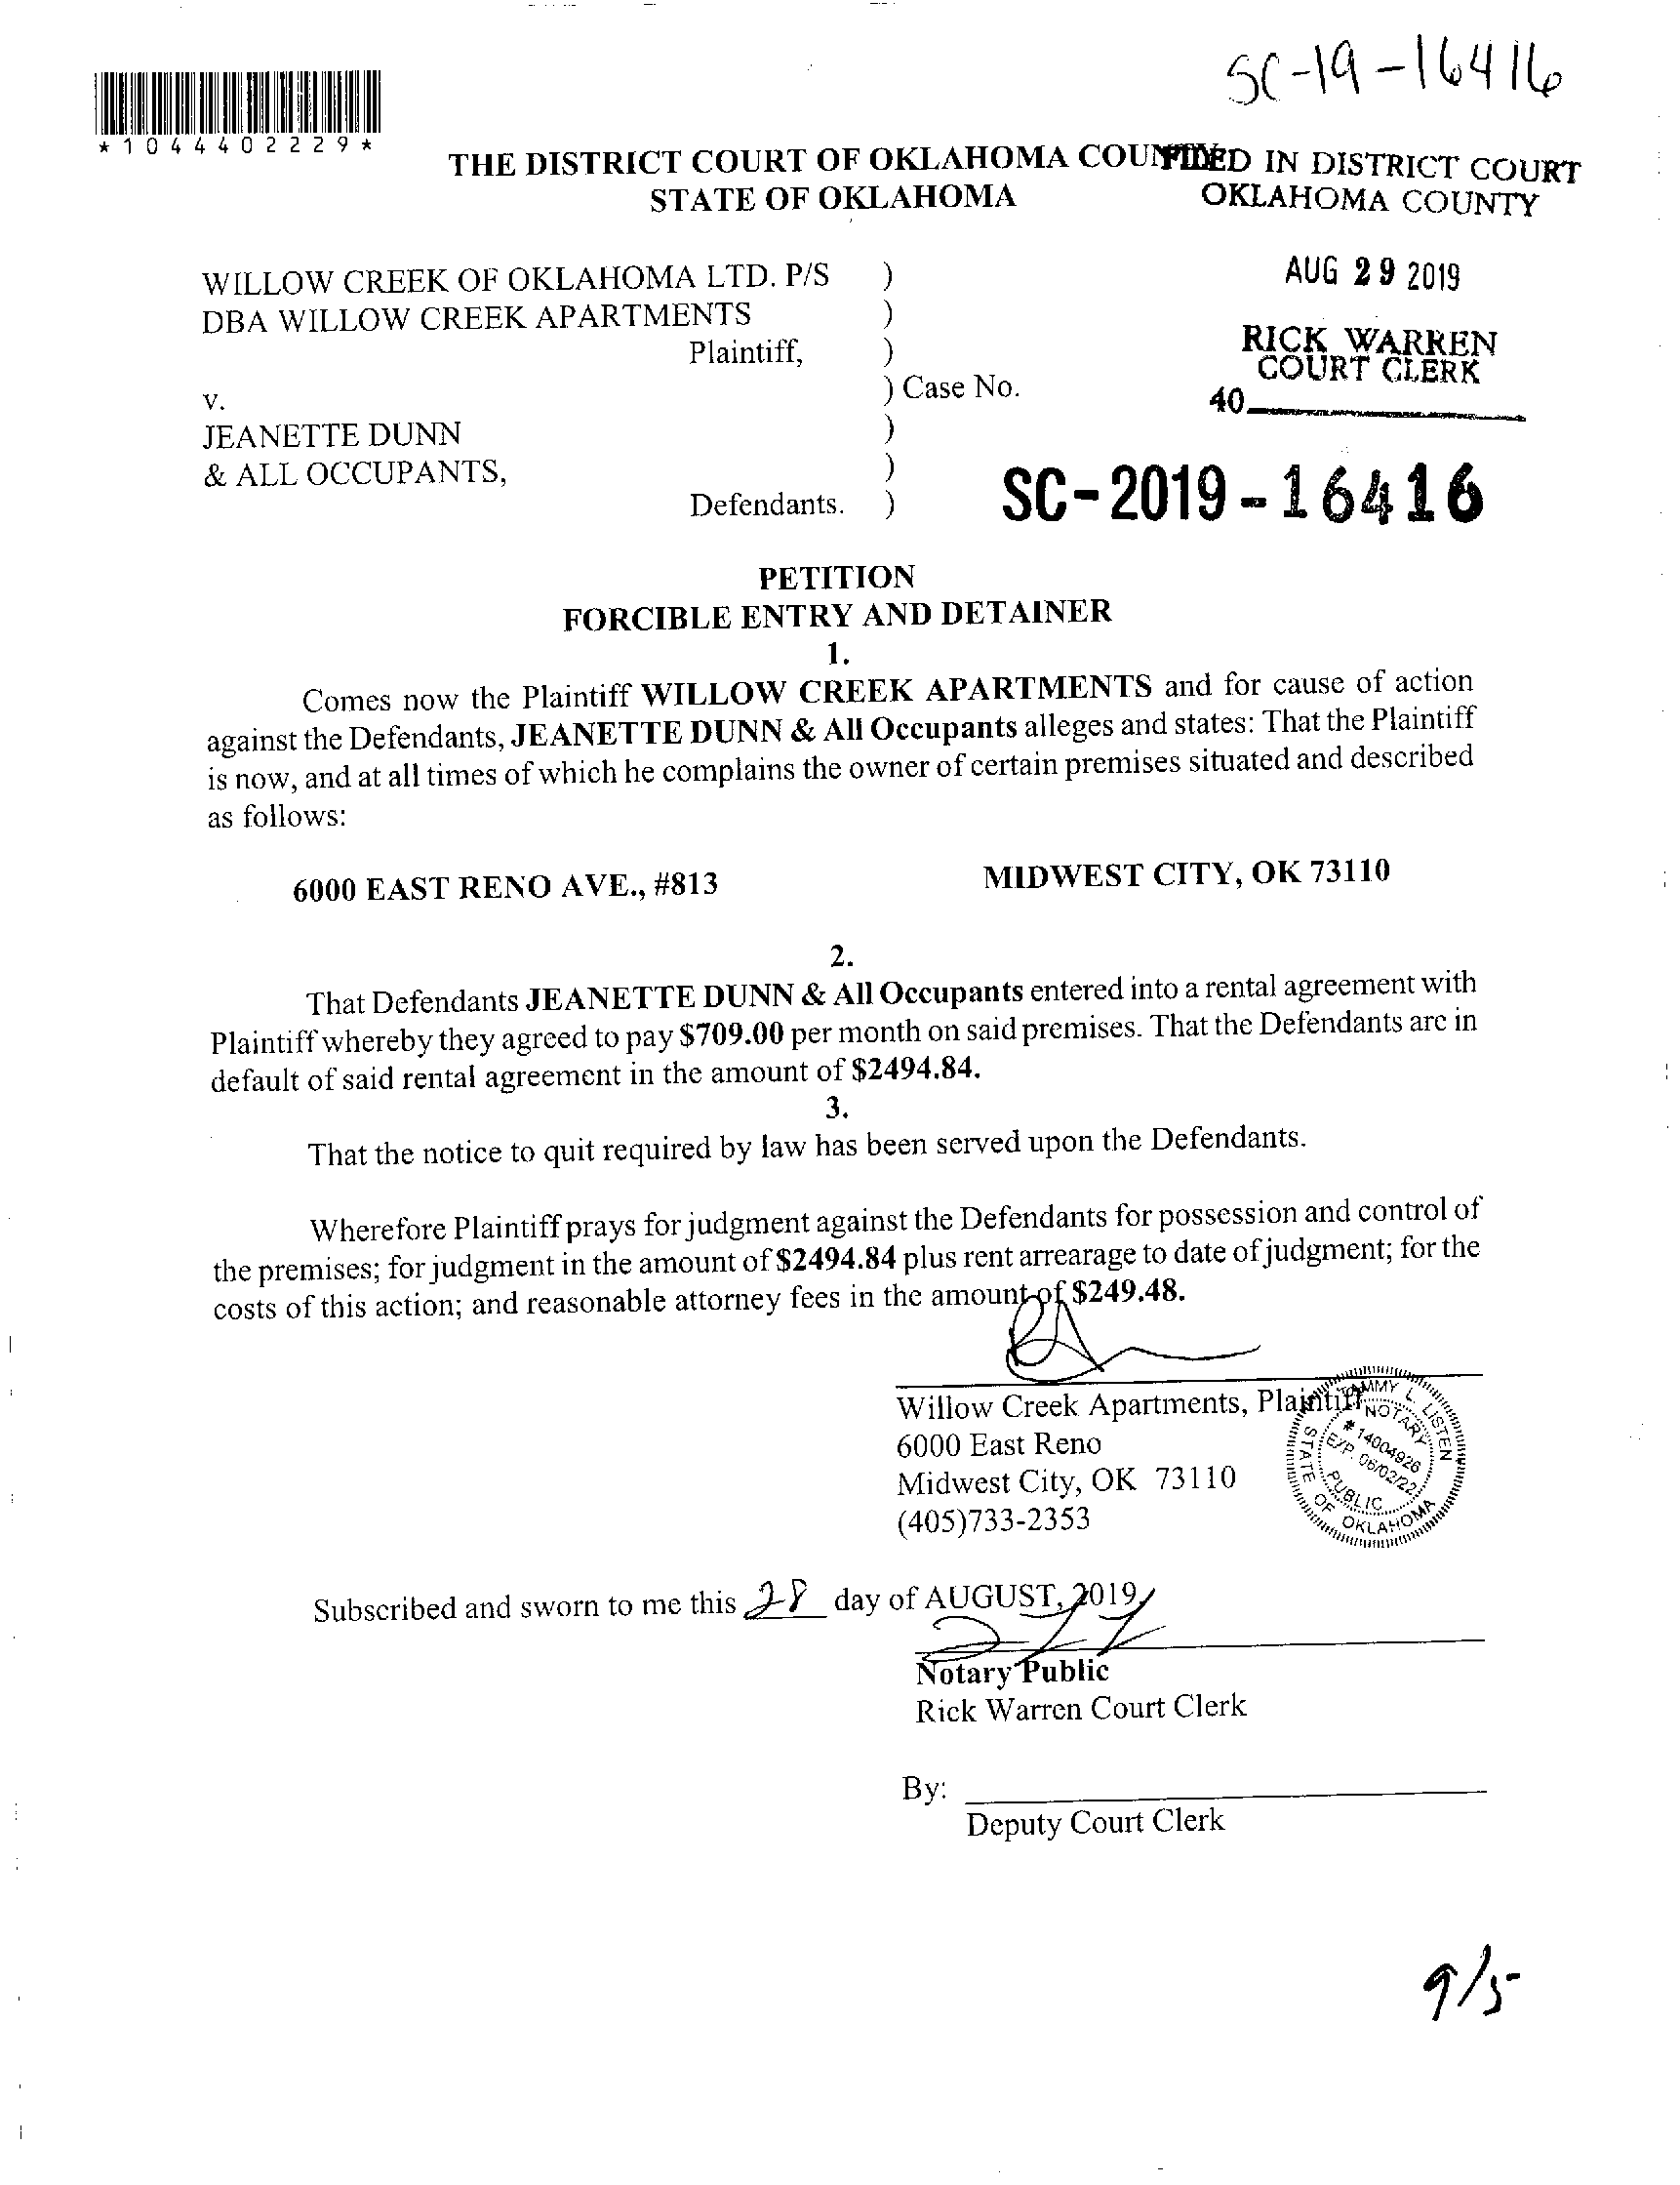 SC-19-16416
*1044402229*
THE DISTRICT COURT OF OKLAHOMA COUNTY
STATE OF OKLAHOMA
FILED IN DISTRICT COURT
OKLAHOMA COUNTY
AUG 29 2019
RICK WARREN
COURT CLERK
40
WILLOW CREEK OF OKLAHOMA LTD. P/S )
DBA WILLOW CREEK APARTMENTS )
Plaintiff, )
) Case No.
v.
JEANETTE DUNN )
& ALL OCCUPANTS, )
Defendants. )
SC-2019-16416
PETITION
FORCIBLE ENTRY AND DETAINER
1.
Comes now the Plaintiff WILLOW CREEK APARTMENTS and for cause of action
against the Defendants, JEANETTE DUNN & All Occupants alleges and states: That the Plaintiff
is now, and at all times of which he complains the owner of certain premises situated and described
as follows:
6000 EAST RENO AVE., #813 MIDWEST CITY, OK 73110
2.
That Defendants JEANETTE DUNN & All Occupants entered into a rental agreement with
Plaintiff whereby they agreed to pay $709.00 per month on said premises. That the Defendants are in
default of said rental agreement in the amount of $2494.84.
3.
That the notice to quit required by law has been served upon the Defendants.
Wherefore Plaintiff prays for judgment against the Defendants for possession and control of
the premises; for judgment in the amount of $2494.84 plus rent arrearage to date of judgment; for the
costs of this action; and reasonable attorney fees in the amount of $249.48.
Willow Creek Apartments, Plaintiff
6000 East Reno
Midwest City, OK 73110
(405)733-2353
TAMMY L. LISTEN
NOTARY
# 14004926
EXP. 06/02/22
PUBLIC
STATE OF OKLAHOMA
Subscribed and sworn to me this 28 day of AUGUST, 2019
Notary Public
Rick Warren Court Clerk
By:
Deputy Court Clerk
9/5